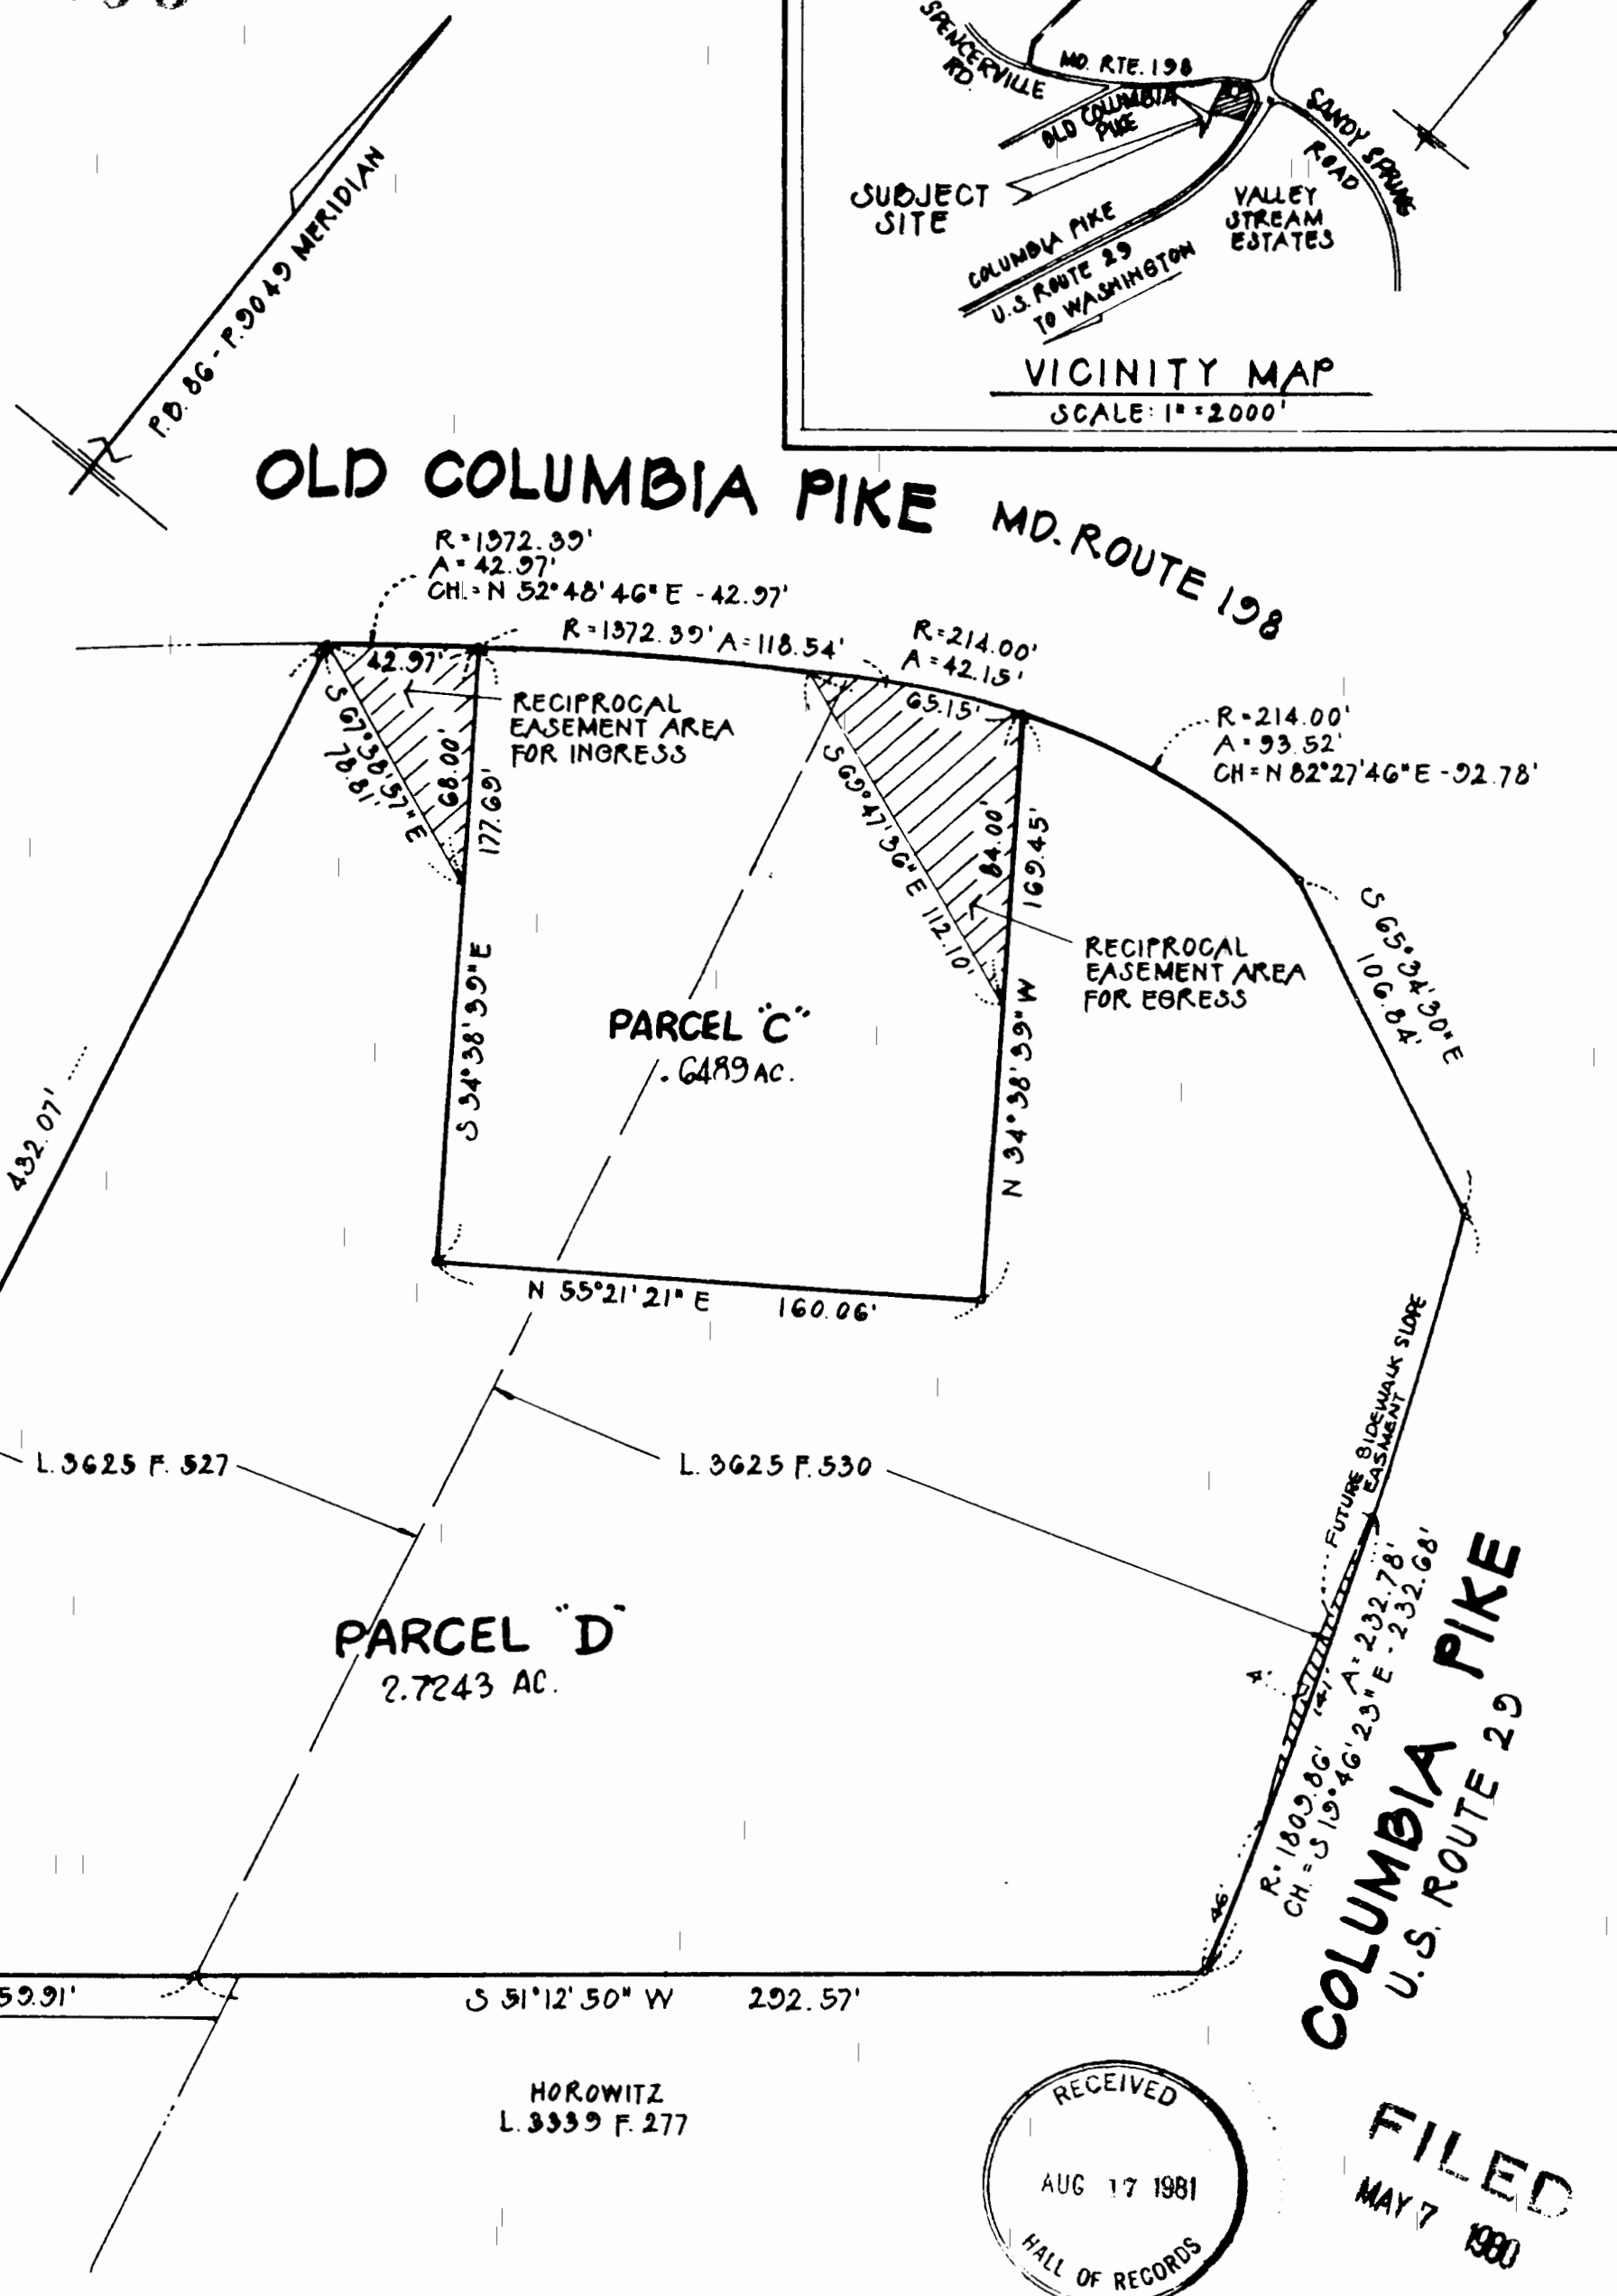 SPENCERVILLE
RD.
MD. RTE. 198
OLD COLUMBIA
PIKE
SANDY SPRING
ROAD
SUBJECT
SITE
VALLEY
STREAM
ESTATES
COLUMBIA PIKE
U.S. ROUTE 29
TO WASHINGTON
VICINITY MAP
SCALE: 1" = 2000'
P.B. 86 - P. 9049 MERIDIAN
OLD COLUMBIA PIKE MD. ROUTE 198
R = 1372.39'
A = 42.97'
CH. = N 52°48'46" E - 42.97'
R = 1372.39' A = 118.54'
R = 214.00'
A = 42.15'
42.97'
65.15'
R = 214.00'
A = 93.52'
CH = N 82°27'46" E - 92.78'
RECIPROCAL
EASEMENT AREA
FOR INGRESS
S 67°38'57" E
78.81'
68.00'
177.69'
S 69°47'36" E 112.10'
84.00'
169.45'
RECIPROCAL
EASEMENT AREA
FOR EGRESS
S 65°34'30" E
106.84'
PARCEL "C"
.6489 AC.
S 34°38'39" E
N 34°38'39" W
432.07'
N 55°21'21" E 160.06'
FUTURE SIDEWALK SLOPE
EASMENT
L. 3625 F. 527
L. 3625 F. 530
PARCEL "D"
2.7243 AC.
4'
141'
46'
R = 1809.86' A = 232.78'
CH. = S 19°46'23" E - 232.68'
COLUMBIA PIKE
U.S. ROUTE 29
59.91'
S 51°12'50" W 292.57'
HOROWITZ
L. 3339 F. 277
RECEIVED
AUG 17 1981
HALL OF RECORDS
FILED
MAY 7 1980